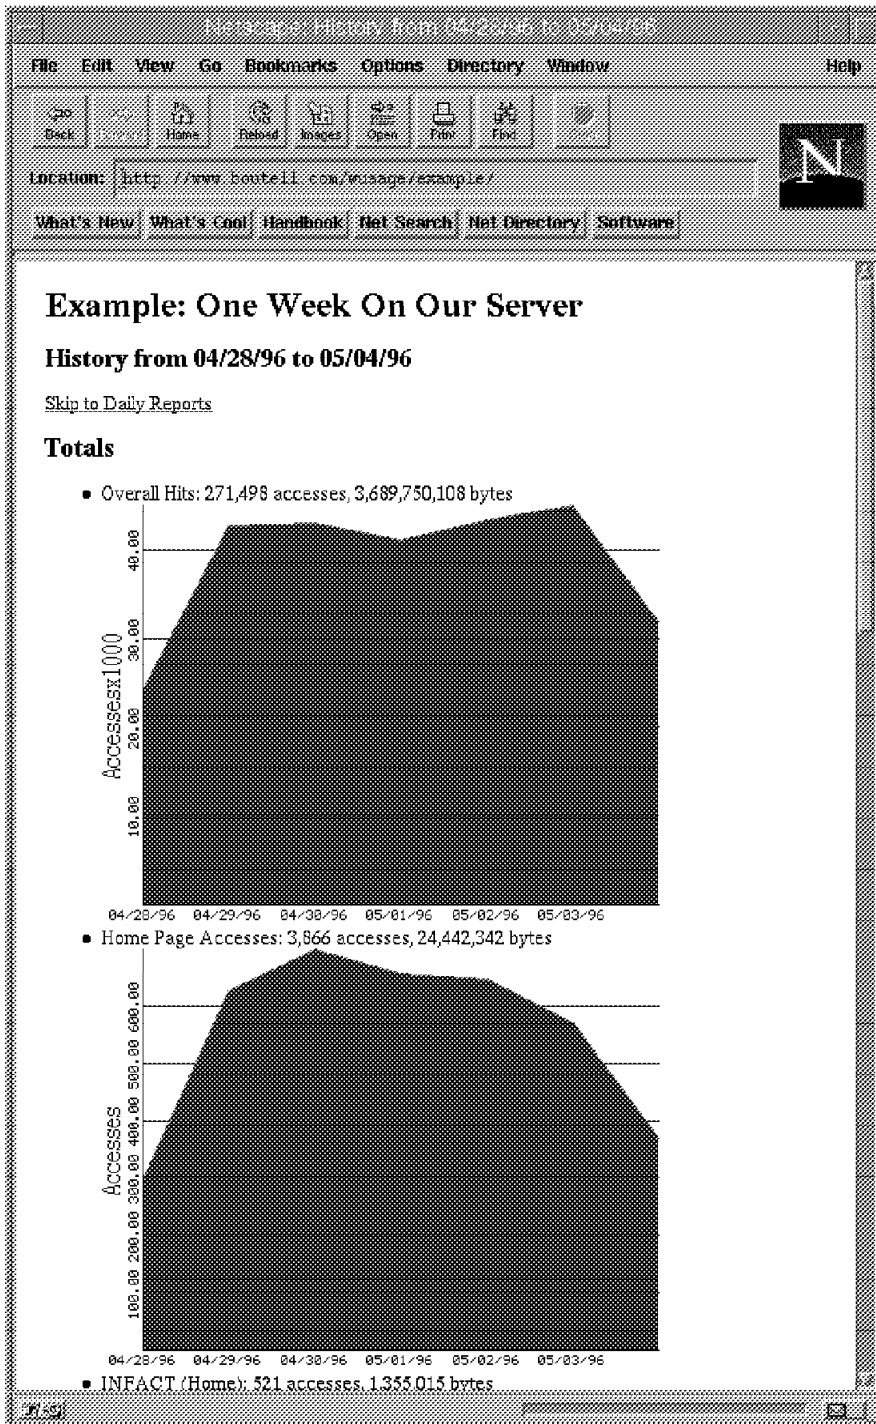 Netscape: History from 04/28/96 to 05/04/96
File Edit View Go Bookmarks Options Directory Window Help
Back Forward Home Reload Images Open Print Find Stop
N
Location: http://www.boutell.com/wusage/example/
What's New What's Cool Handbook Net Search Net Directory Software
Example: One Week On Our Server
History from 04/28/96 to 05/04/96
Skip to Daily Reports
Totals
Overall Hits: 271,498 accesses, 3,689,750,108 bytes
Accessesx1000
40.00
30.00
20.00
10.00
04/28/96 04/29/96 04/30/96 05/01/96 05/02/96 05/03/96
Home Page Accesses: 3,866 accesses, 24,442,342 bytes
Accesses
600.00
500.00
400.00
300.00
200.00
100.00
04/28/96 04/29/96 04/30/96 05/01/96 05/02/96 05/03/96
INFACT (Home): 521 accesses, 1,355,015 bytes